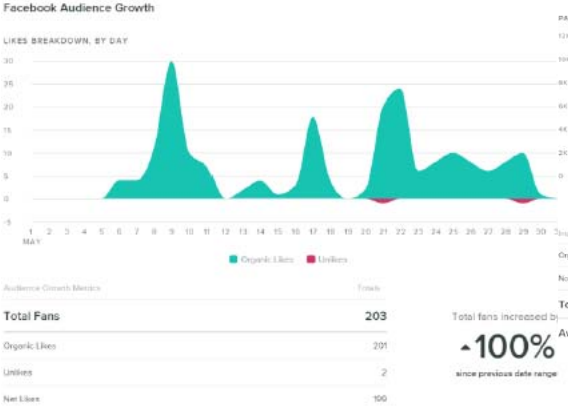 Facebook Audience Growth
LIKES BREAKDOWN, BY DAY
30
25
20
15
10
5
0
-5
1 2 3 4 5 6 7 8 9 10 11 12 13 14 15 16 17 18 19 20 21 22 23 24 25 26 27 28 29 30
MAY
Organic Likes Unlikes
Audience Growth Metrics Totals
Total Fans 203
Organic Likes 201
Unlikes 2
Net Likes 199
Total fans increased by
100%
since previous date range